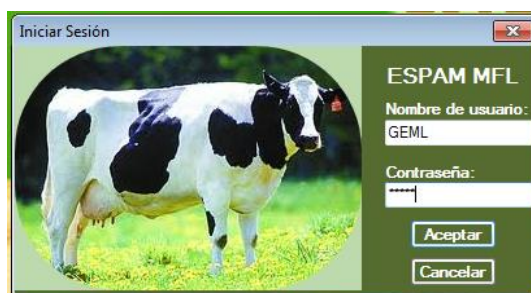 Iniciar Sesión
ESPAM MFL
Nombre de usuario:
GEML
Contraseña:
*****
Aceptar
Cancelar